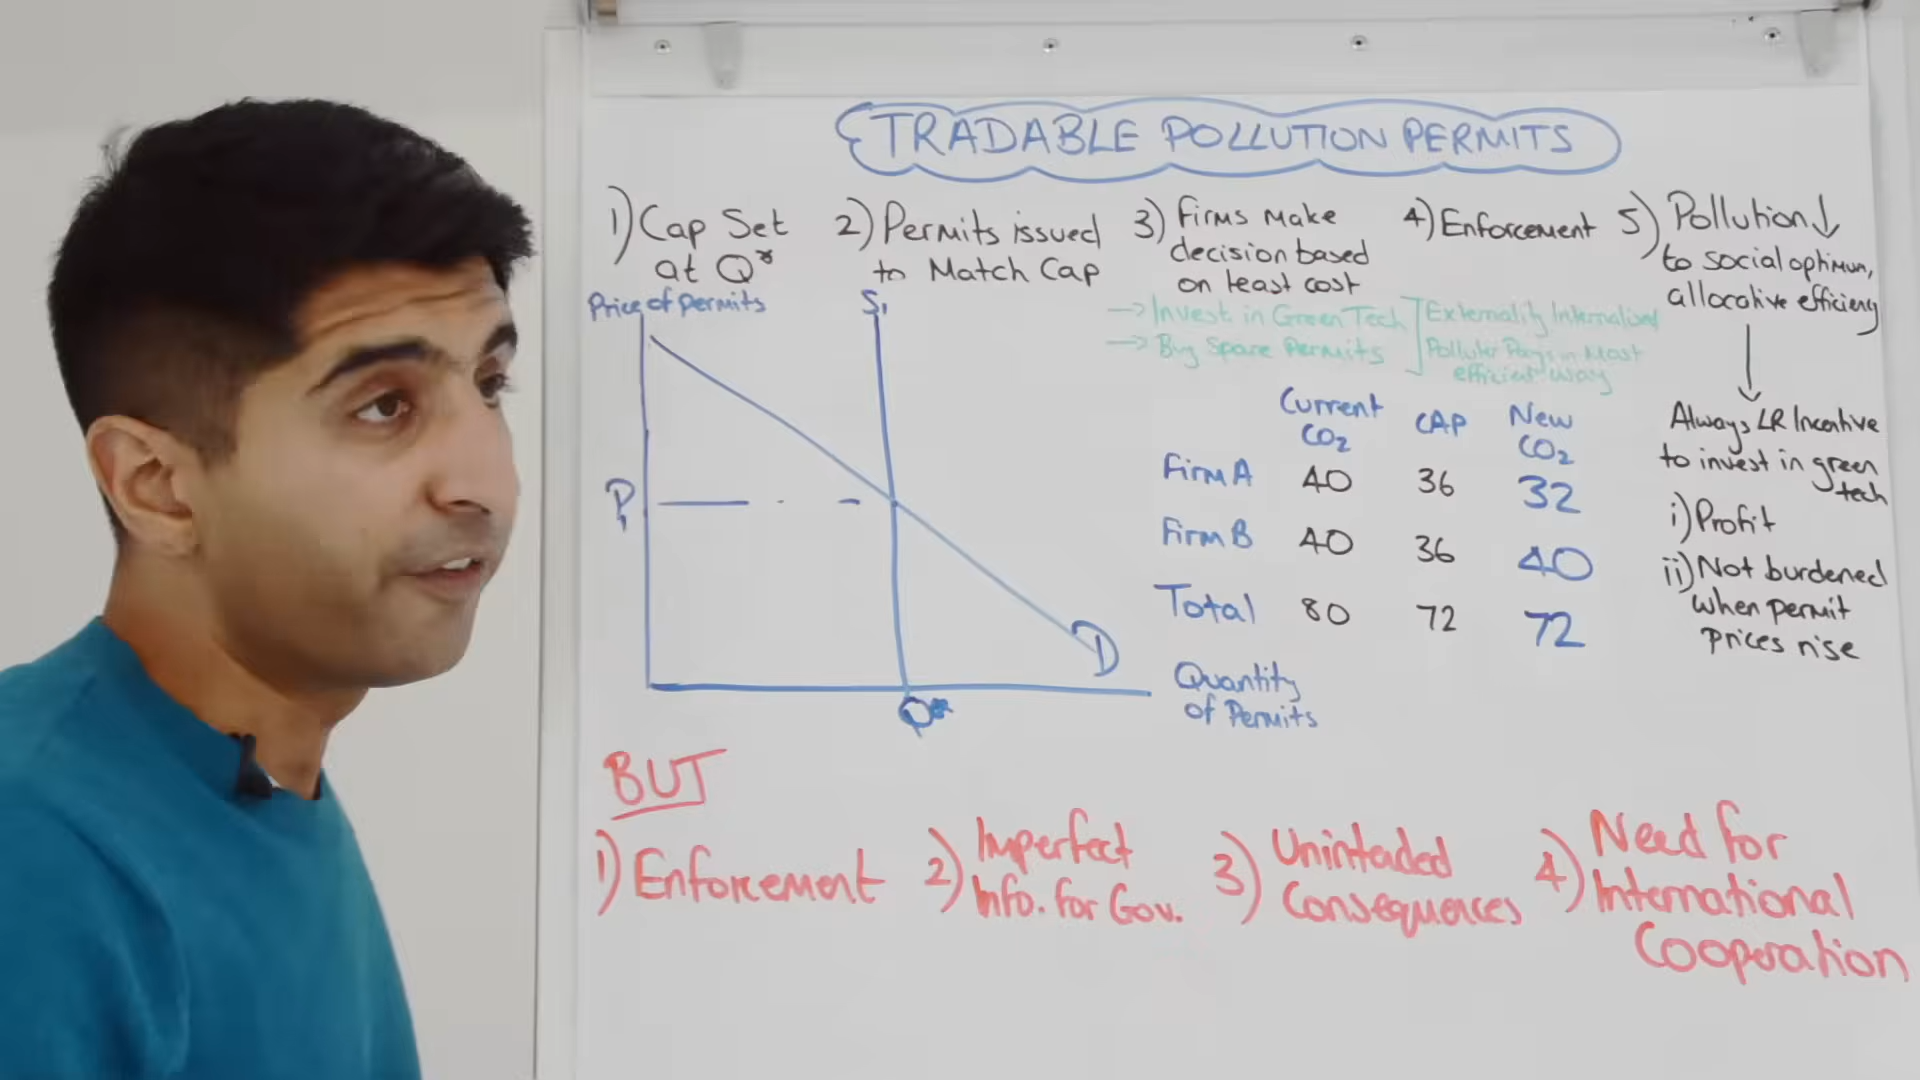 TRADABLE POLLUTION PERMITS
1) Cap Set
at Q*
2) Permits issued
to Match Cap
3) Firms make
decision based
on least cost
→ Invest in Green Tech
→ Buy Spare Permits
Externality Internalised
Polluter Pays in Most
efficient way
4) Enforcement
5) Pollution ↓
to social optimum,
allocative efficiency
↓
Always LR Incentive
to invest in green
tech
i) Profit
ii) Not burdened
when permit
prices rise
Price of permits
S1
P1
D
Q*
Quantity
of Permits
Current CO2 CAP New CO2
Firm A 40 36 32
Firm B 40 36 40
Total 80 72 72
BUT
1) Enforcement
2) Imperfect
Info. for Gov.
3) Unintended
Consequences
4) Need for
International
Cooperation